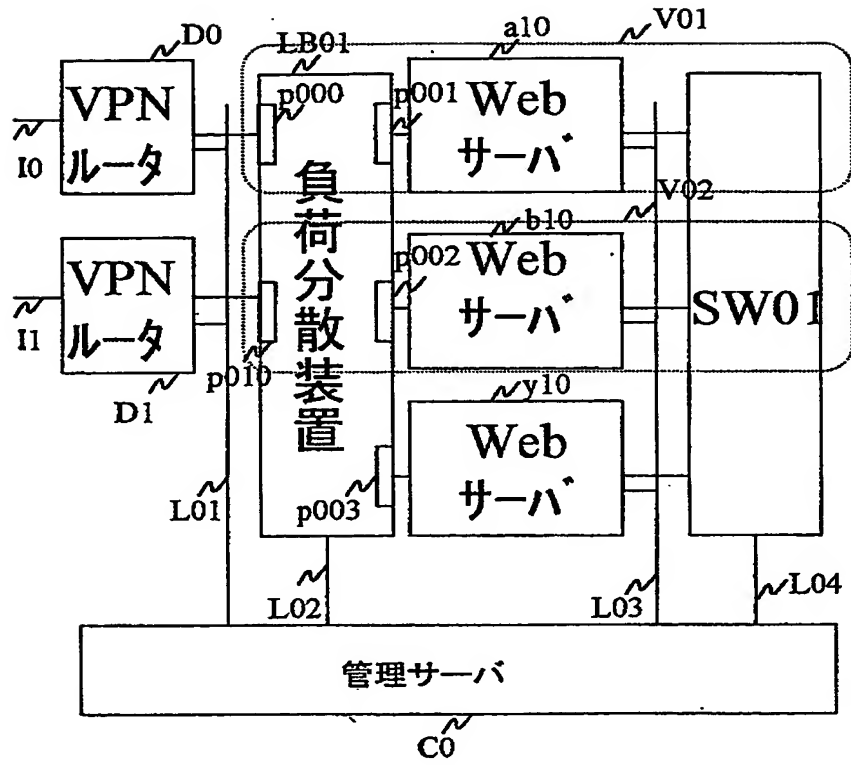 D0
LB01
a10
V01
VPN
ルータ
p000
p001
Web
サーバ
I0
V02
b10
VPN
ルータ
p002
Web
サーバ
SW01
I1
p010
負荷分散装置
D1
y10
Web
サーバ
L01
p003
L02
L03
L04
管理サーバ
C0